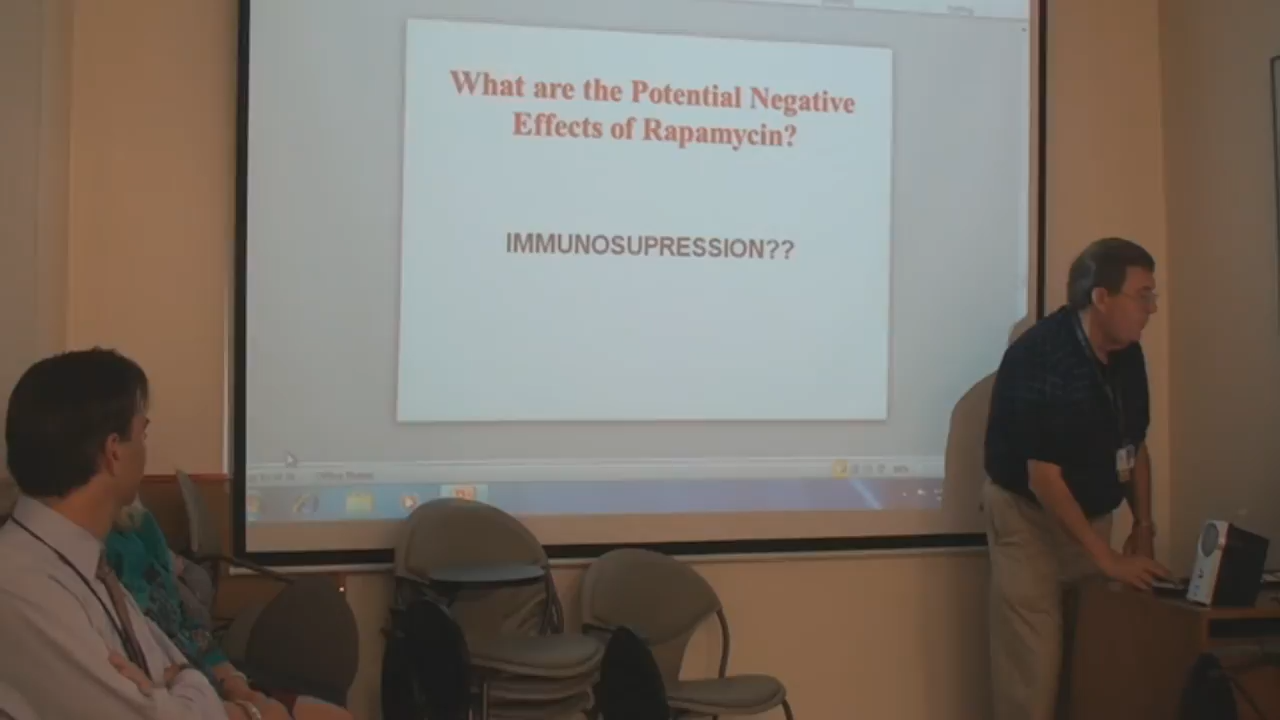 What are the Potential Negative
Effects of Rapamycin?
IMMUNOSUPRESSION??